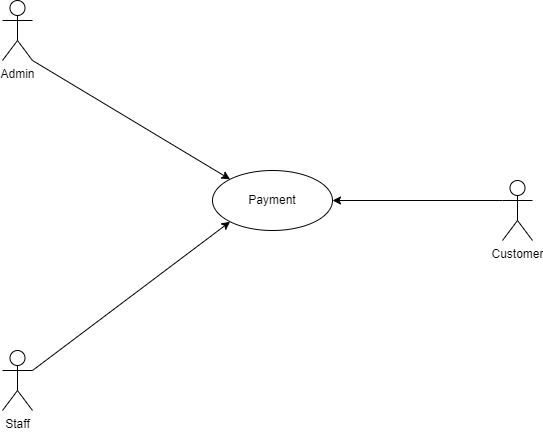 Admin
Payment
Customer
Staff